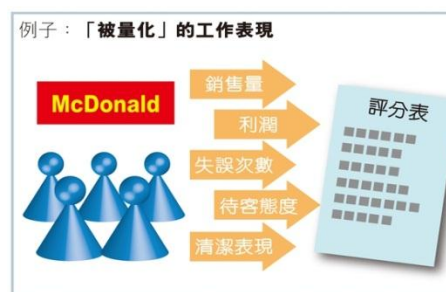 例子：「被量化」的工作表現
McDonald
銷售量
利潤
失誤次數
待客態度
清潔表現
評分表